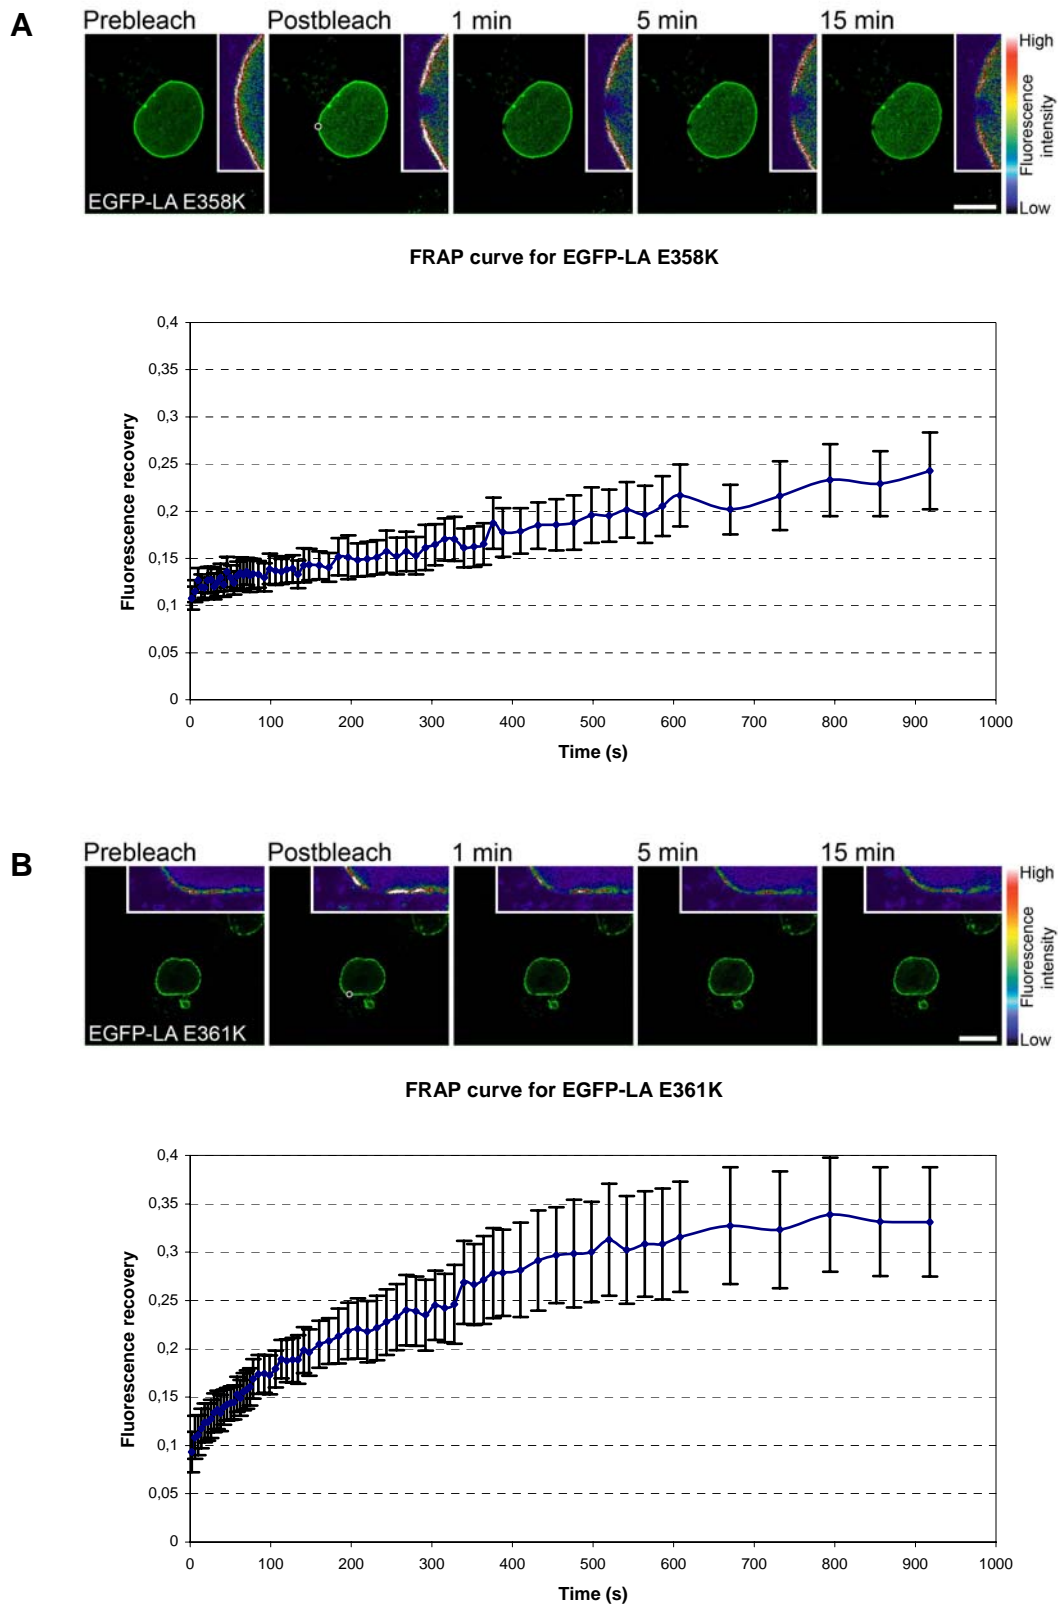 A
Prebleach Postbleach 1 min 5 min 15 min
High
Fluorescence intensity
Low
EGFP-LA E358K
FRAP curve for EGFP-LA E358K
Fluorescence recovery
0,4
0,35
0,3
0,25
0,2
0,15
0,1
0,05
0
0 100 200 300 400 500 600 700 800 900 1000
Time (s)
B
Prebleach Postbleach 1 min 5 min 15 min
High
Fluorescence intensity
Low
EGFP-LA E361K
FRAP curve for EGFP-LA E361K
Fluorescence recovery
0,4
0,35
0,3
0,25
0,2
0,15
0,1
0,05
0
0 100 200 300 400 500 600 700 800 900 1000
Time (s)